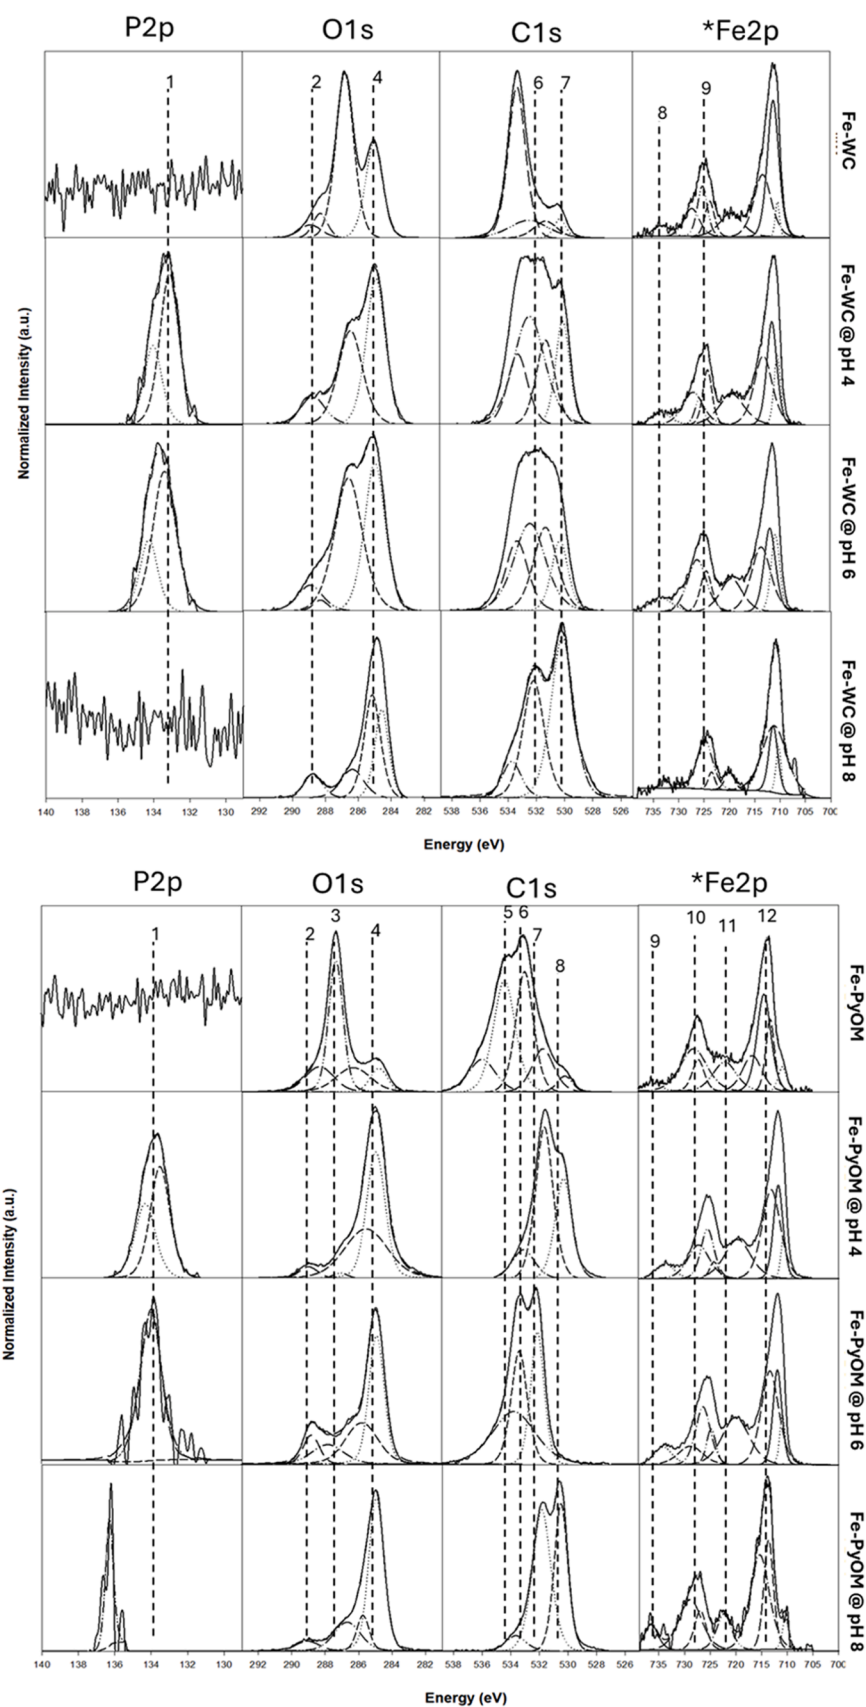 P2p O1s C1s *Fe2p
1 2 4 6 7 8 9
Fe-WC
Fe-WC @ pH 4
Fe-WC @ pH 6
Fe-WC @ pH 8
Normalized Intensity (a.u.)
140 138 136 134 132 130 292 290 288 286 284 282 538 536 534 532 530 528 526 735 730 725 720 715 710 705 700
Energy (eV)
P2p O1s C1s *Fe2p
1 2 3 4 5 6 7 8 9 10 11 12
Fe-PyOM
Fe-PyOM @ pH 4
Fe-PyOM @ pH 6
Fe-PyOM @ pH 8
Normalized Intensity (a.u.)
140 138 136 134 132 130 292 290 288 286 284 282 538 536 534 532 530 528 526 735 730 725 720 715 710 705 700
Energy (eV)